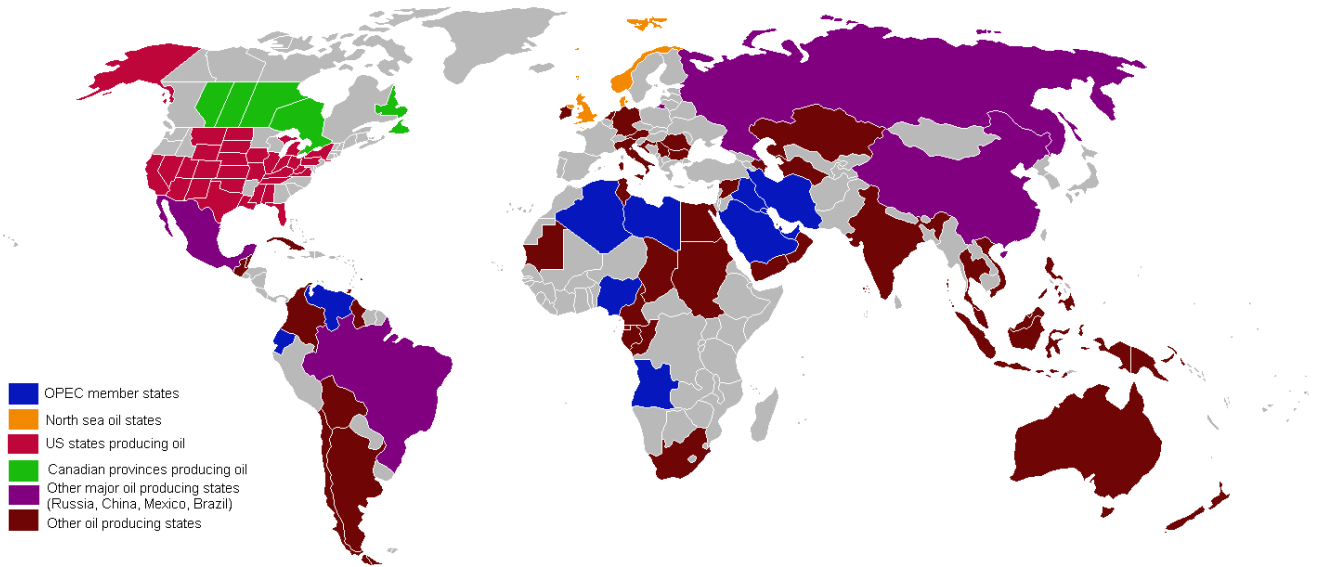 OPEC member states
North sea oil states
US states producing oil
Canadian provinces producing oil
Other major oil producing states
(Russia, China, Mexico, Brazil)
Other oil producing states